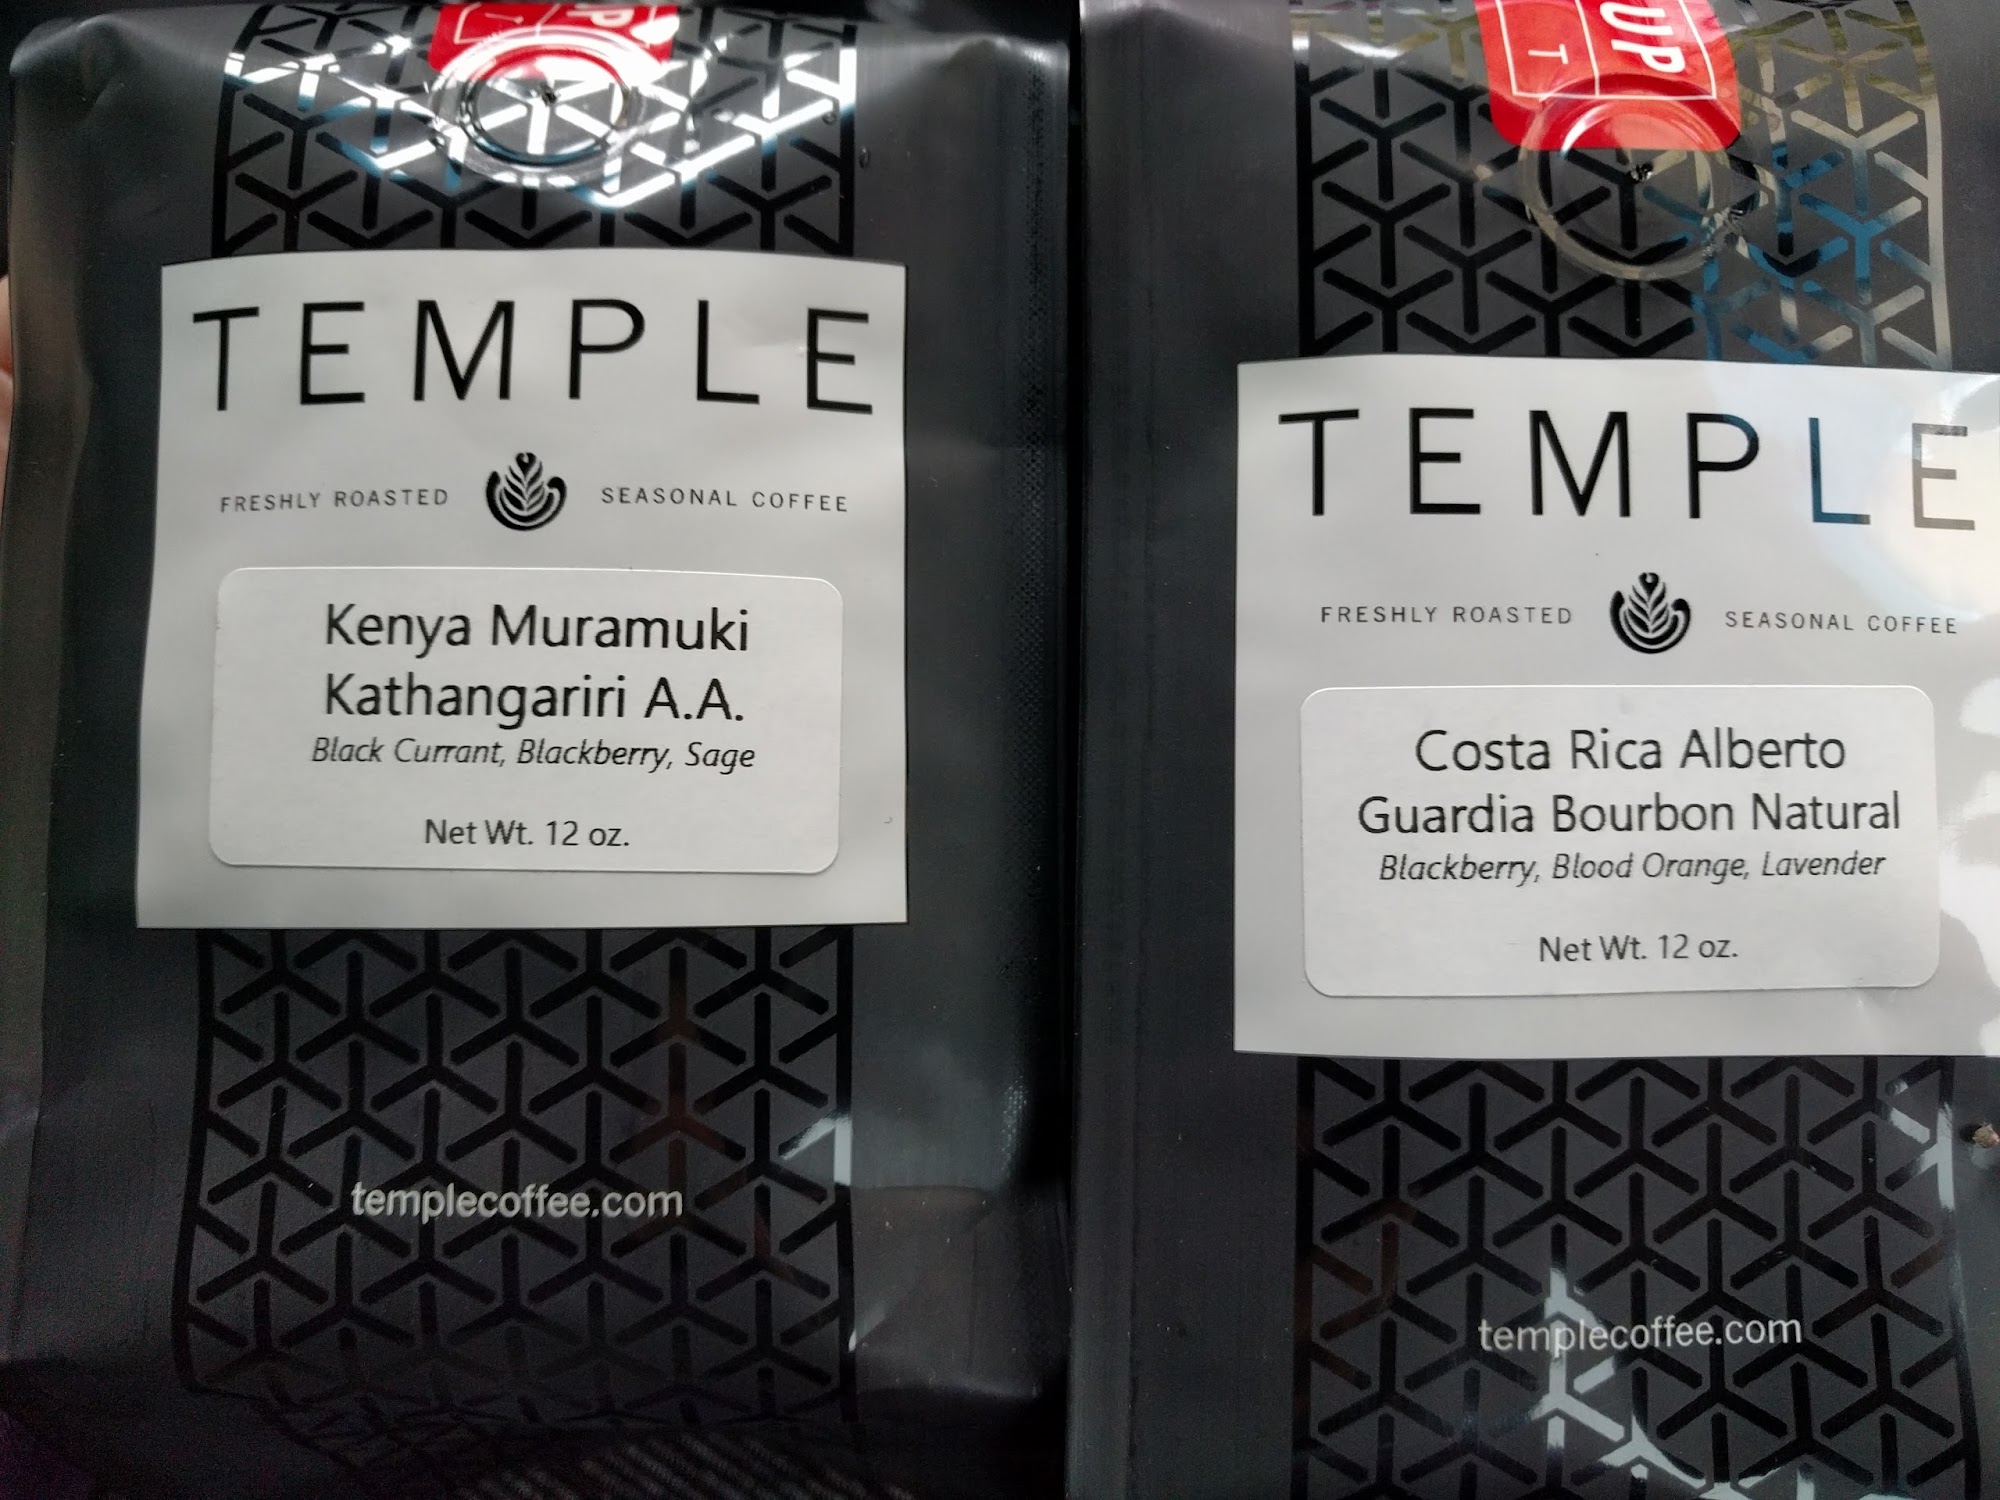 P
TEMPLE
FRESHLY ROASTED SEASONAL COFFEE
Kenya Muramuki
Kathangariri A.A.
Black Currant, Blackberry, Sage
Net Wt. 12 oz.
templecoffee.com
UP
T
TEMPLE
FRESHLY ROASTED SEASONAL COFFEE
Costa Rica Alberto
Guardia Bourbon Natural
Blackberry, Blood Orange, Lavender
Net Wt. 12 oz.
templecoffee.com